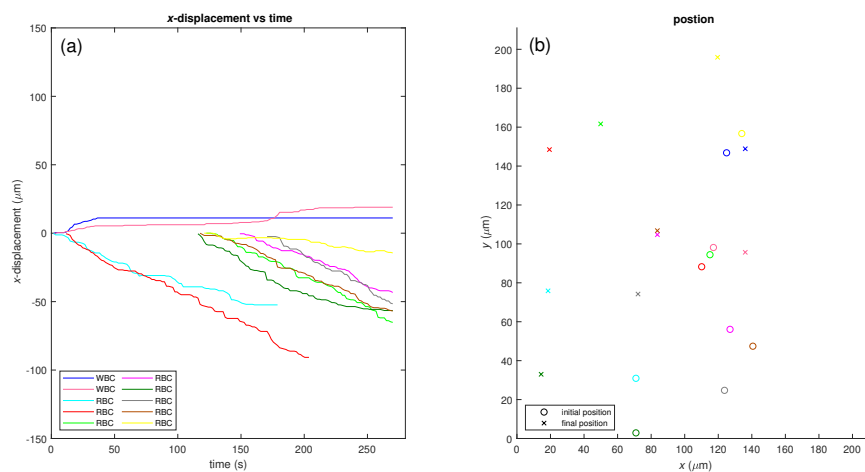 x-displacement vs time
(a)
150
100
50
0
-50
-100
-150
x-displacement (μm)
0 50 100 150 200 250
time (s)
WBC RBC
WBC RBC
RBC RBC
RBC RBC
RBC RBC
postion
(b)
200
180
160
140
120
100
80
60
40
20
0
y (μm)
0 20 40 60 80 100 120 140 160 180 200
x (μm)
initial position
final position